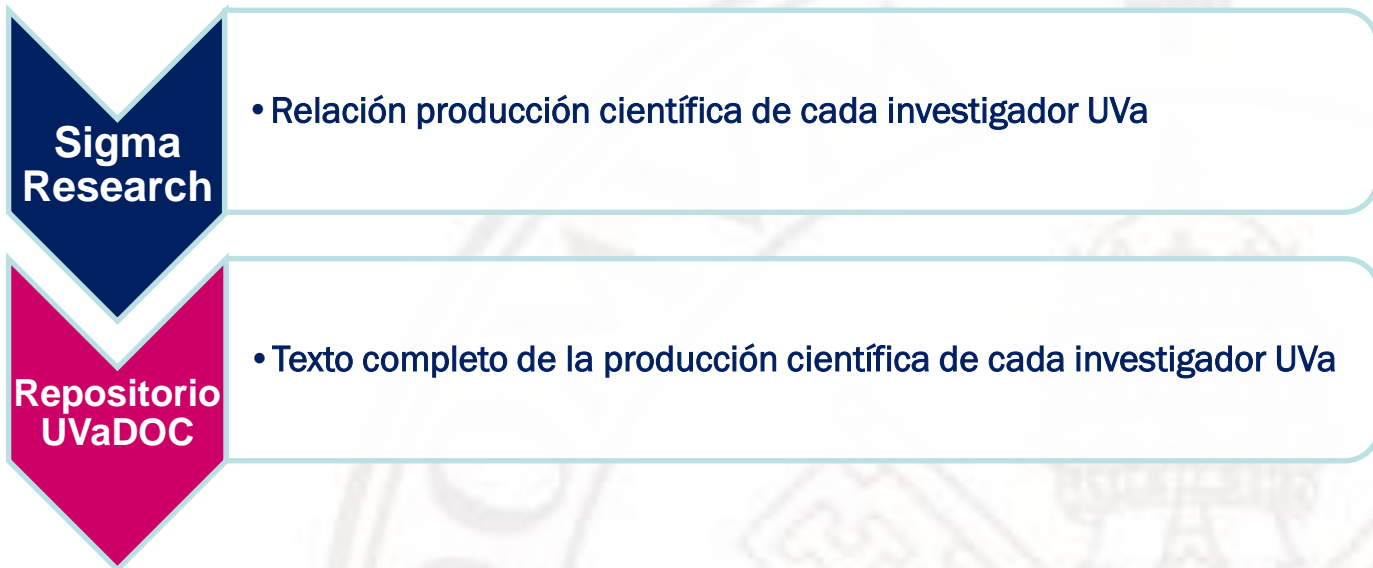 Sigma
Research
• Relación producción científica de cada investigador UVa
Repositorio
UVaDOC
• Texto completo de la producción científica de cada investigador UVa